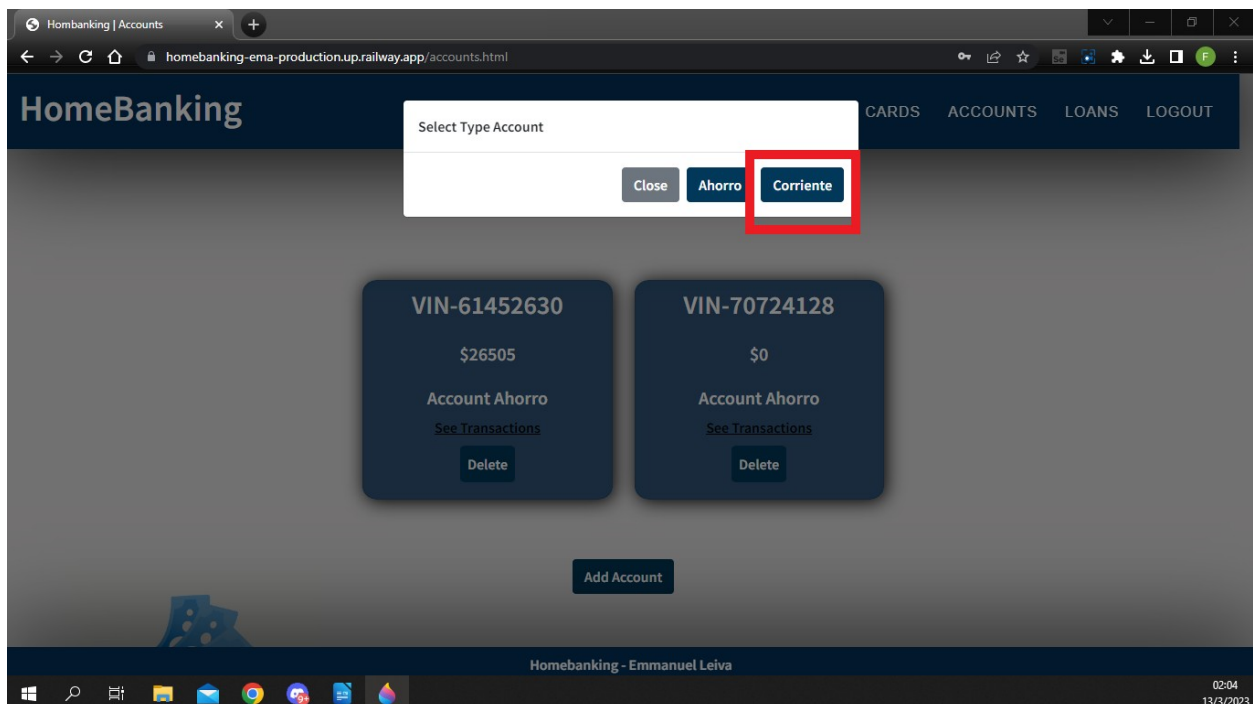 Hombanking | Accounts
homebanking-ema-production.up.railway.app/accounts.html
F
HomeBanking
CARDS ACCOUNTS LOANS LOGOUT
Select Type Account
Close Ahorro Corriente
VIN-61452630
$26505
Account Ahorro
See Transactions
Delete
VIN-70724128
$0
Account Ahorro
See Transactions
Delete
Add Account
Homebanking - Emmanuel Leiva
9+
02:04
13/3/2023